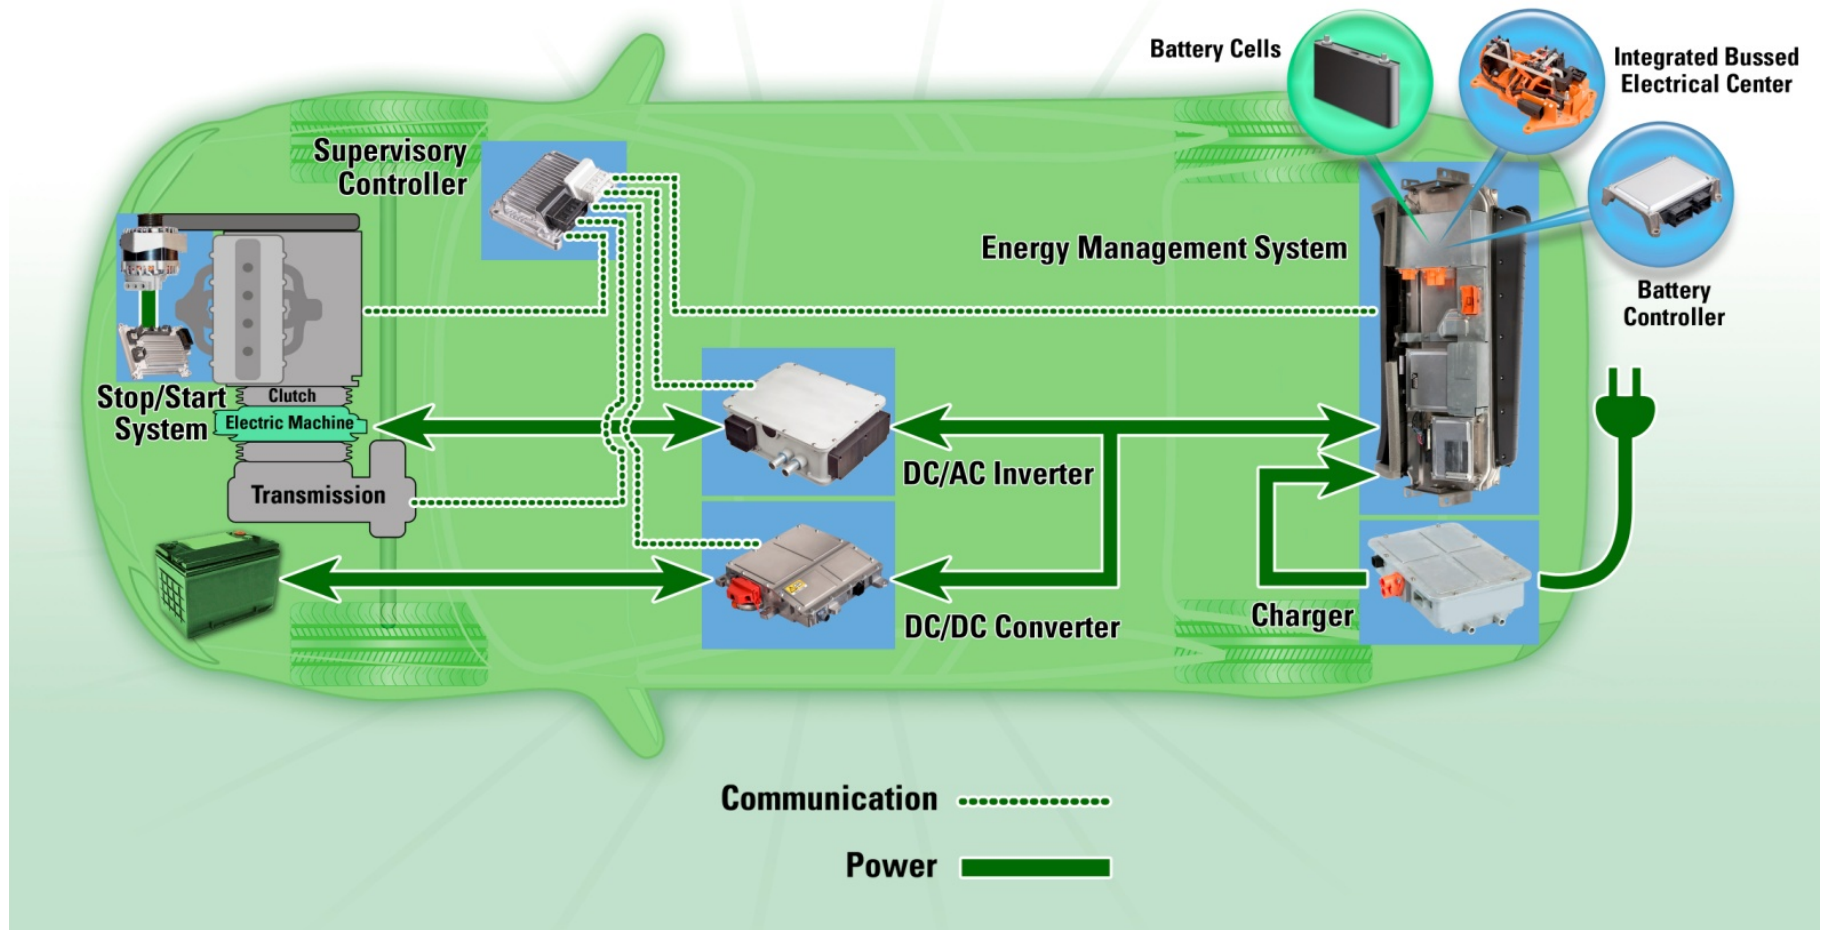 Battery Cells
Integrated Bussed
Electrical Center
Supervisory
Controller
Energy Management System
Battery
Controller
Stop/Start
System
Clutch
Electric Machine
DC/AC Inverter
Transmission
Charger
DC/DC Converter
Communication
Power